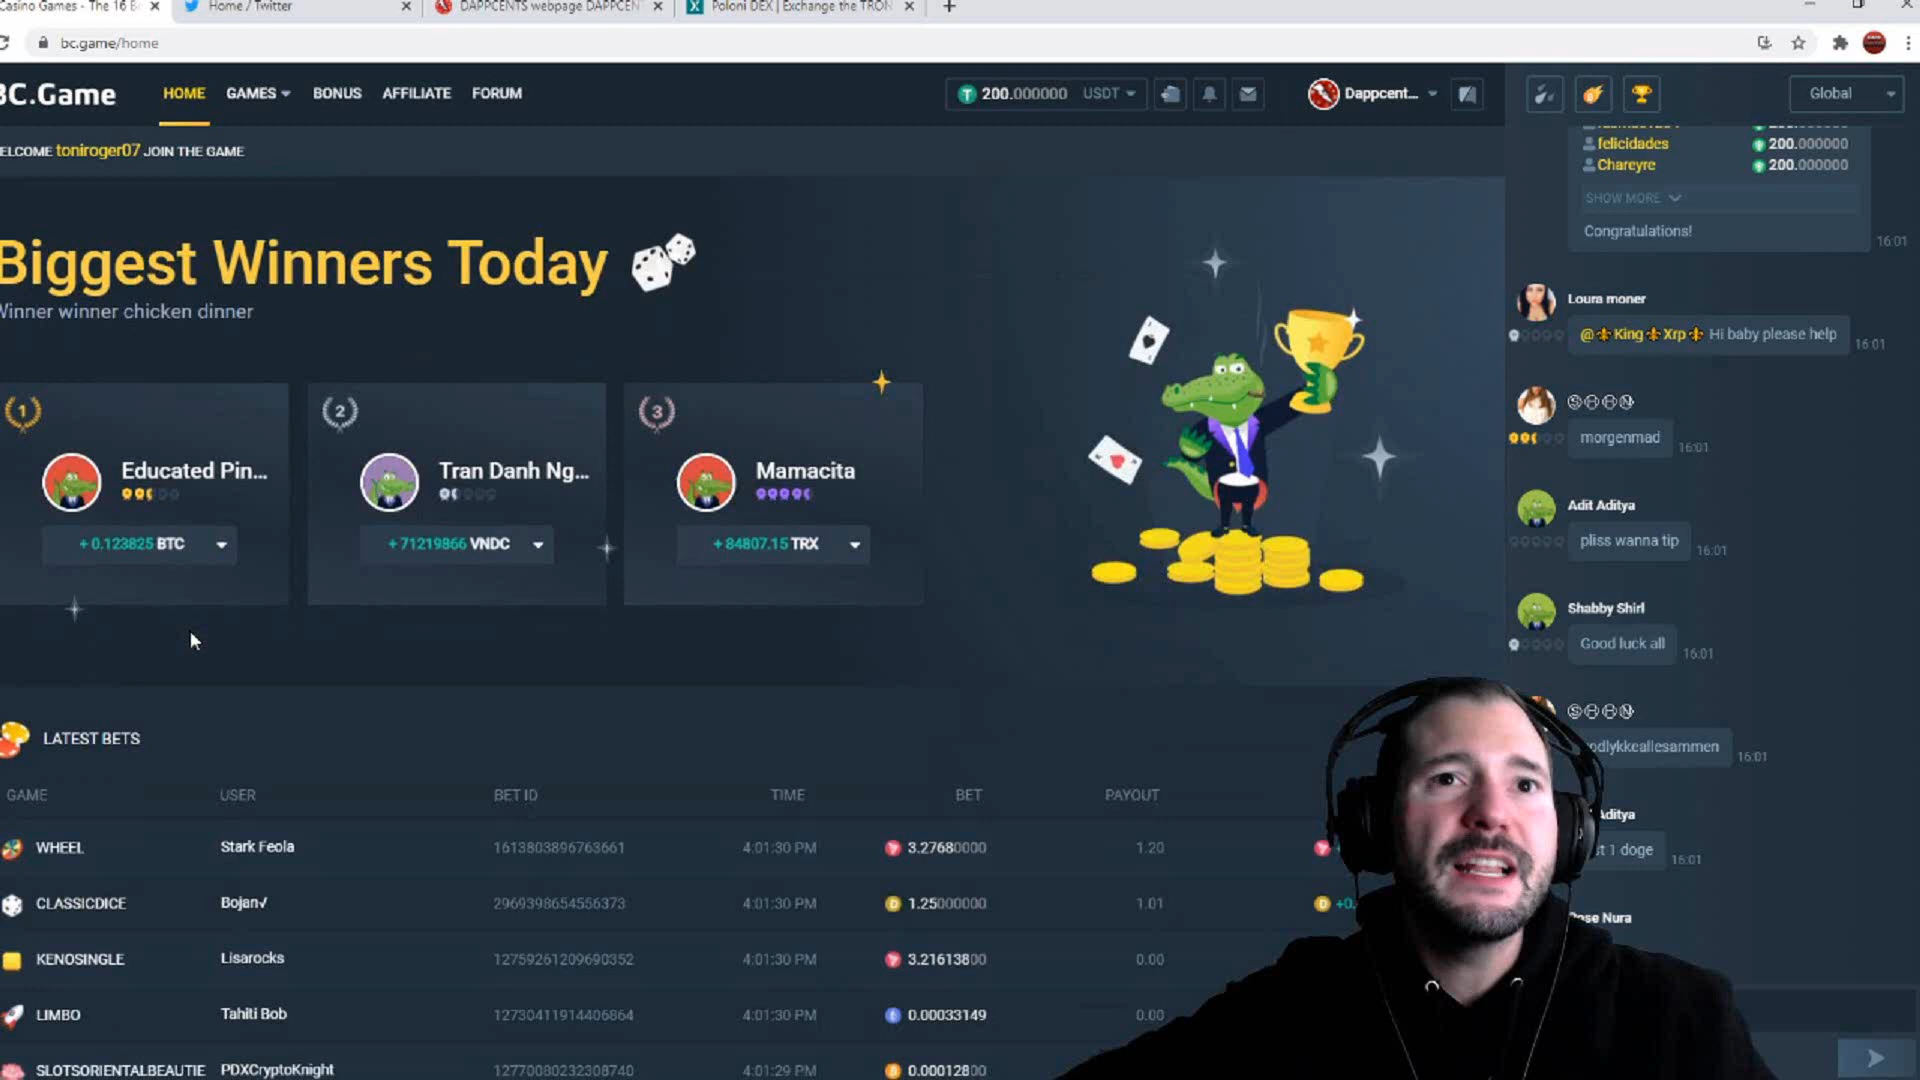 Casino Games - The 16 B
Home / Twitter
DAPPCENTS webpage DAPPCEN
Poloni DEX | Exchange the TRON
bc.game/home
BC.Game
HOME
GAMES
BONUS
AFFILIATE
FORUM
200.000000 USDT
Dappcent...
Global
ELCOME toniroger07 JOIN THE GAME
felicidades 200.000000
Chareyre 200.000000
SHOW MORE
Congratulations!
16:01
Biggest Winners Today
Winner winner chicken dinner
Loura moner
@⚜King⚜Xrp⚜ Hi baby please help
16:01
ⓈⒽⒽⓃ
morgenmad
16:01
1
Educated Pin...
+ 0.123825 BTC
2
Tran Danh Ng...
+ 71219866 VNDC
3
Mamacita
+ 84807.15 TRX
Adit Aditya
pliss wanna tip
16:01
Shabby Shirl
Good luck all
16:01
ⓈⒽⒽⓃ
odlykkeallesammen
16:01
Aditya
st 1 doge
16:01
ose Nura
LATEST BETS
GAME USER BET ID TIME BET PAYOUT
WHEEL Stark Feola 1613803896763661 4:01:30 PM 3.27680000 1.20
CLASSICDICE Bojan√ 2969398654556373 4:01:30 PM 1.25000000 1.01 +0.
KENOSINGLE Lisarocks 12759261209690352 4:01:30 PM 3.21613800 0.00
LIMBO Tahiti Bob 12730411914406864 4:01:30 PM 0.00033149 0.00
SLOTSORIENTALBEAUTIE PDXCryptoKnight 12770080232308740 4:01:29 PM 0.00012800